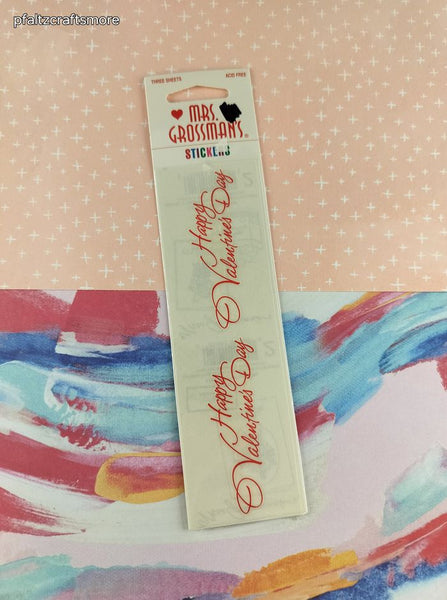 pfaltzcraftsmore
THREE SHEETS ACID FREE
MRS.
GROSSMAN'S®
STICKERS
Happy
Valentine's Day
Happy
Valentine's Day